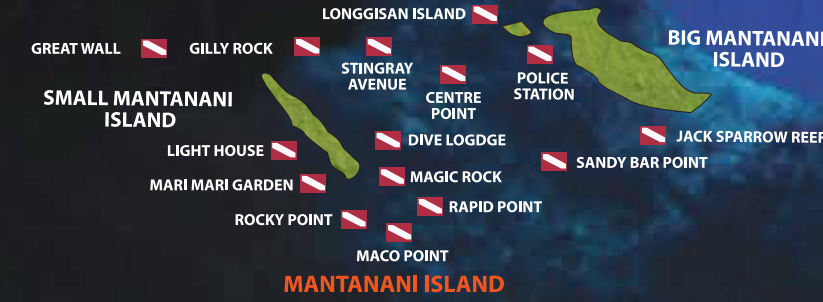 LONGGISAN ISLAND
GREAT WALL
GILLY ROCK
STINGRAY
AVENUE
CENTRE
POINT
POLICE
STATION
BIG MANTANANI
ISLAND
SMALL MANTANANI
ISLAND
LIGHT HOUSE
DIVE LOGDGE
JACK SPARROW REEF
SANDY BAR POINT
MARI MARI GARDEN
MAGIC ROCK
RAPID POINT
ROCKY POINT
MACO POINT
MANTANANI ISLAND